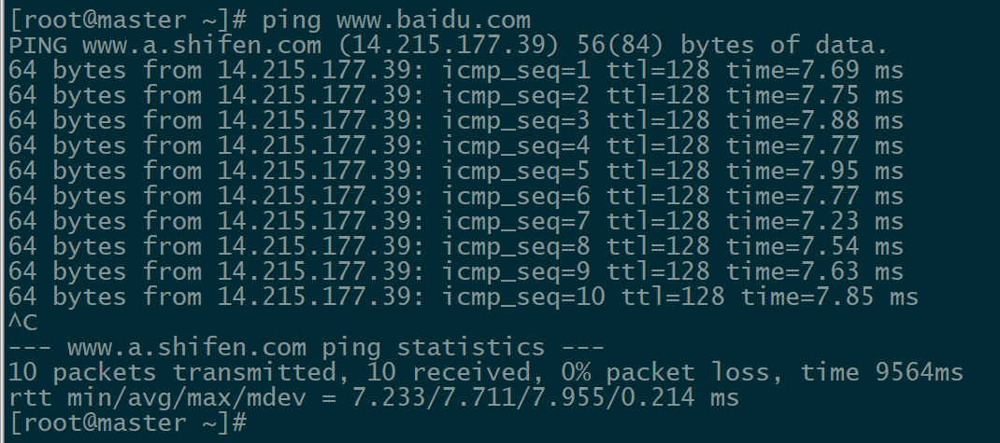 [root@master ~]# ping www.baidu.com
PING www.a.shifen.com (14.215.177.39) 56(84) bytes of data.
64 bytes from 14.215.177.39: icmp_seq=1 ttl=128 time=7.69 ms
64 bytes from 14.215.177.39: icmp_seq=2 ttl=128 time=7.75 ms
64 bytes from 14.215.177.39: icmp_seq=3 ttl=128 time=7.88 ms
64 bytes from 14.215.177.39: icmp_seq=4 ttl=128 time=7.77 ms
64 bytes from 14.215.177.39: icmp_seq=5 ttl=128 time=7.95 ms
64 bytes from 14.215.177.39: icmp_seq=6 ttl=128 time=7.77 ms
64 bytes from 14.215.177.39: icmp_seq=7 ttl=128 time=7.23 ms
64 bytes from 14.215.177.39: icmp_seq=8 ttl=128 time=7.54 ms
64 bytes from 14.215.177.39: icmp_seq=9 ttl=128 time=7.63 ms
64 bytes from 14.215.177.39: icmp_seq=10 ttl=128 time=7.85 ms
^C
--- www.a.shifen.com ping statistics ---
10 packets transmitted, 10 received, 0% packet loss, time 9564ms
rtt min/avg/max/mdev = 7.233/7.711/7.955/0.214 ms
[root@master ~]#